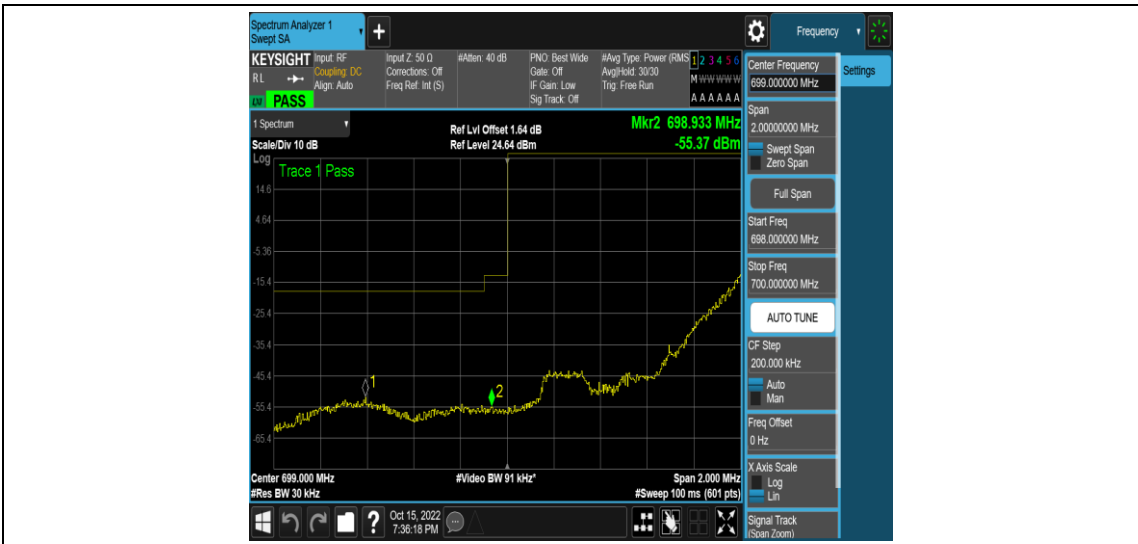 Spectrum Analyzer 1
Swept SA
+
Frequency
KEYSIGHT
RL
PASS
Input: RF
Coupling: DC
Align: Auto
Input Z: 50 Ω
Corrections: Off
Freq Ref: Int (S)
#Atten: 40 dB
PNO: Best Wide
Gate: Off
IF Gain: Low
Sig Track: Off
#Avg Type: Power (RMS
Avg|Hold: 30/30
Trig: Free Run
1 2 3 4 5 6
M W W W W W
A A A A A A
1 Spectrum
Scale/Div 10 dB
Ref Lvl Offset 1.64 dB
Ref Level 24.64 dBm
Mkr2 698.933 MHz
-55.37 dBm
Log
Trace 1 Pass
14.6
4.64
-5.36
-15.4
-25.4
-35.4
-45.4
-55.4
-65.4
1
2
Center 699.000 MHz
#Res BW 30 kHz
#Video BW 91 kHz*
Span 2.000 MHz
#Sweep 100 ms (601 pts)
?
Oct 15, 2022
7:36:18 PM
Center Frequency
699.000000 MHz
Settings
Span
2.00000000 MHz
Swept Span
Zero Span
Full Span
Start Freq
698.000000 MHz
Stop Freq
700.000000 MHz
AUTO TUNE
CF Step
200.000 kHz
Auto
Man
Freq Offset
0 Hz
X Axis Scale
Log
Lin
Signal Track
(Span Zoom)